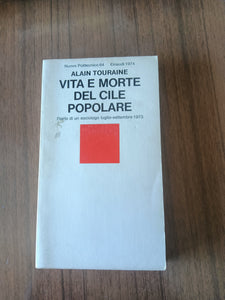 Nuovo Politecnico 64 Einaudi 1974
ALAIN TOURAINE
VITA E MORTE
DEL CILE
POPOLARE
Diario di un sociologo luglio-settembre 1973